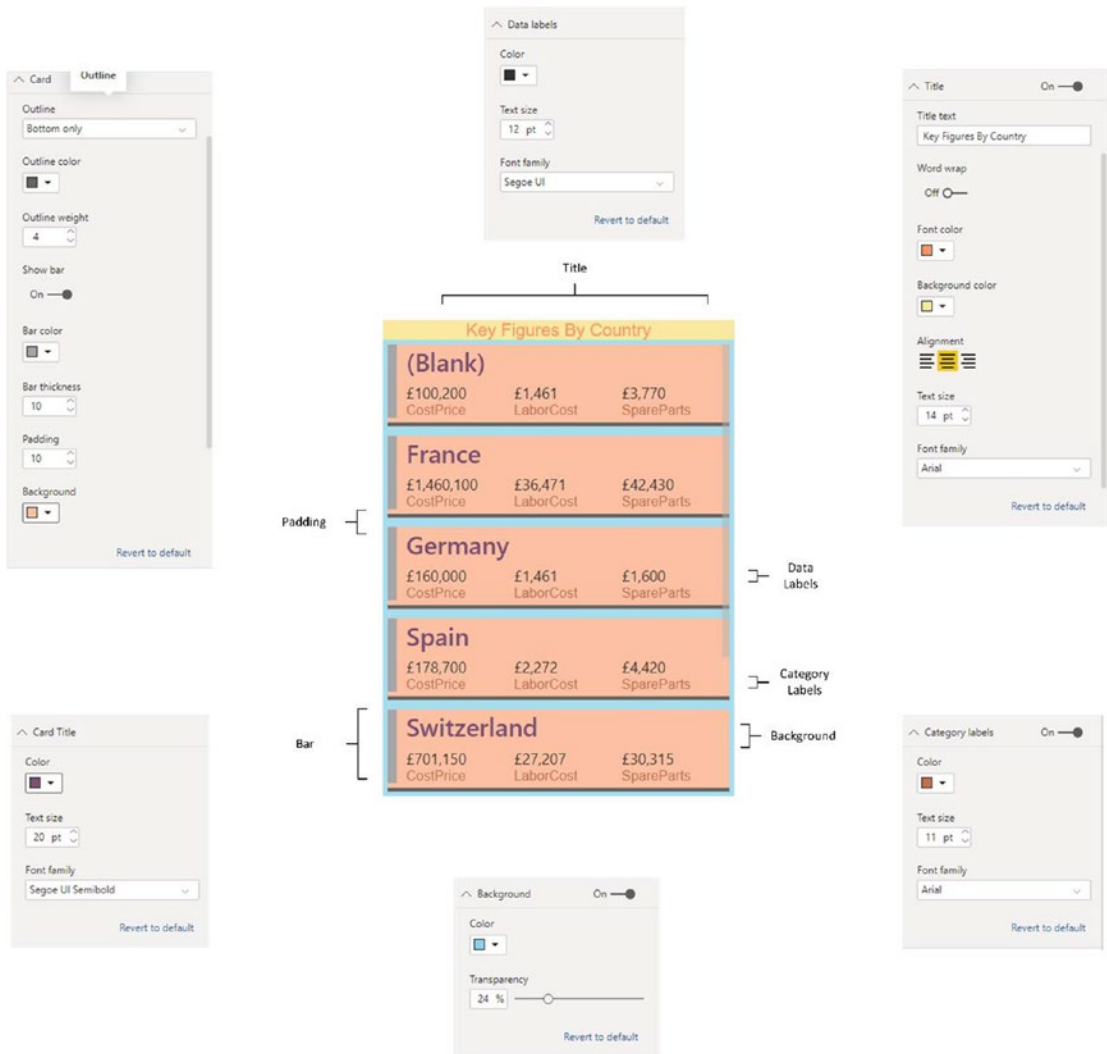 Data labels
Color
Text size
12 pt
Font family
Segoe UI
Revert to default
Outline
Card
Outline
Bottom only
Outline color
Outline weight
4
Show bar
On
Bar color
Bar thickness
10
Padding
10
Background
Revert to default
Title On
Title text
Key Figures By Country
Word wrap
Off
Font color
Background color
Alignment
Text size
14 pt
Font family
Arial
Revert to default
Title
Key Figures By Country
(Blank)
£100,200 £1,461 £3,770
CostPrice LaborCost SpareParts
France
£1,460,100 £36,471 £42,430
CostPrice LaborCost SpareParts
Germany
£160,000 £1,461 £1,600
CostPrice LaborCost SpareParts
Spain
£178,700 £2,272 £4,420
CostPrice LaborCost SpareParts
Switzerland
£701,150 £27,207 £30,315
CostPrice LaborCost SpareParts
Padding
Bar
Data
Labels
Category
Labels
Background
Card Title
Color
Text size
20 pt
Font family
Segoe UI Semibold
Revert to default
Background On
Color
Transparency
24 %
Revert to default
Category labels On
Color
Text size
11 pt
Font family
Arial
Revert to default